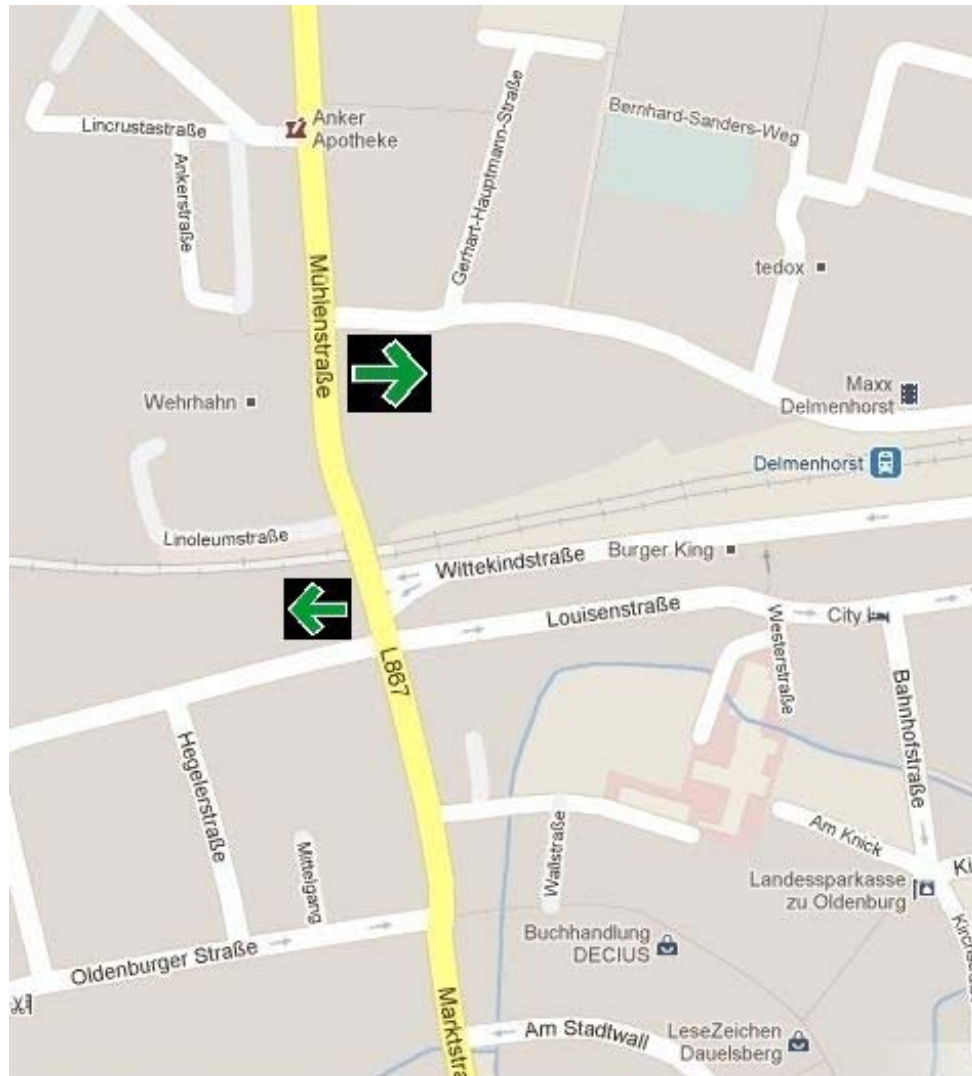 Anker
Apotheke
Lincrustastraße
Bernhard-Sanders-Weg
Ankerstraße
Gerhart-Hauptmann-Straße
Mühlenstraße
tedox
Wehrhahn
Maxx
Delmenhorst
Delmenhorst
Linoleumstraße
Wittekindstraße
Burger King
Louisenstraße
City
L867
Westerstraße
Bahnhofstraße
Hegelerstraße
Mittelgang
Wallstraße
Am Knick
Landessparkasse
zu Oldenburg
Buchhandlung
DECIUS
Oldenburger Straße
Am Stadtwall
LeseZeichen
Dauelsberg